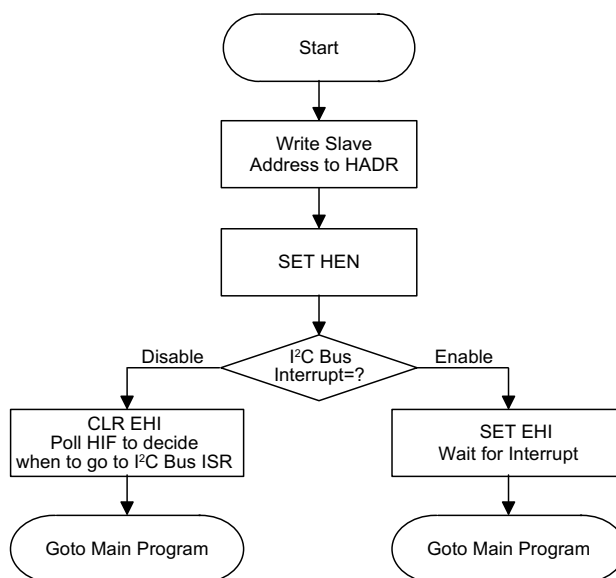 Start
Write Slave
Address to HADR
SET HEN
I²C Bus
Interrupt=?
Disable
Enable
CLR EHI
Poll HIF to decide
when to go to I²C Bus ISR
SET EHI
Wait for Interrupt
Goto Main Program
Goto Main Program